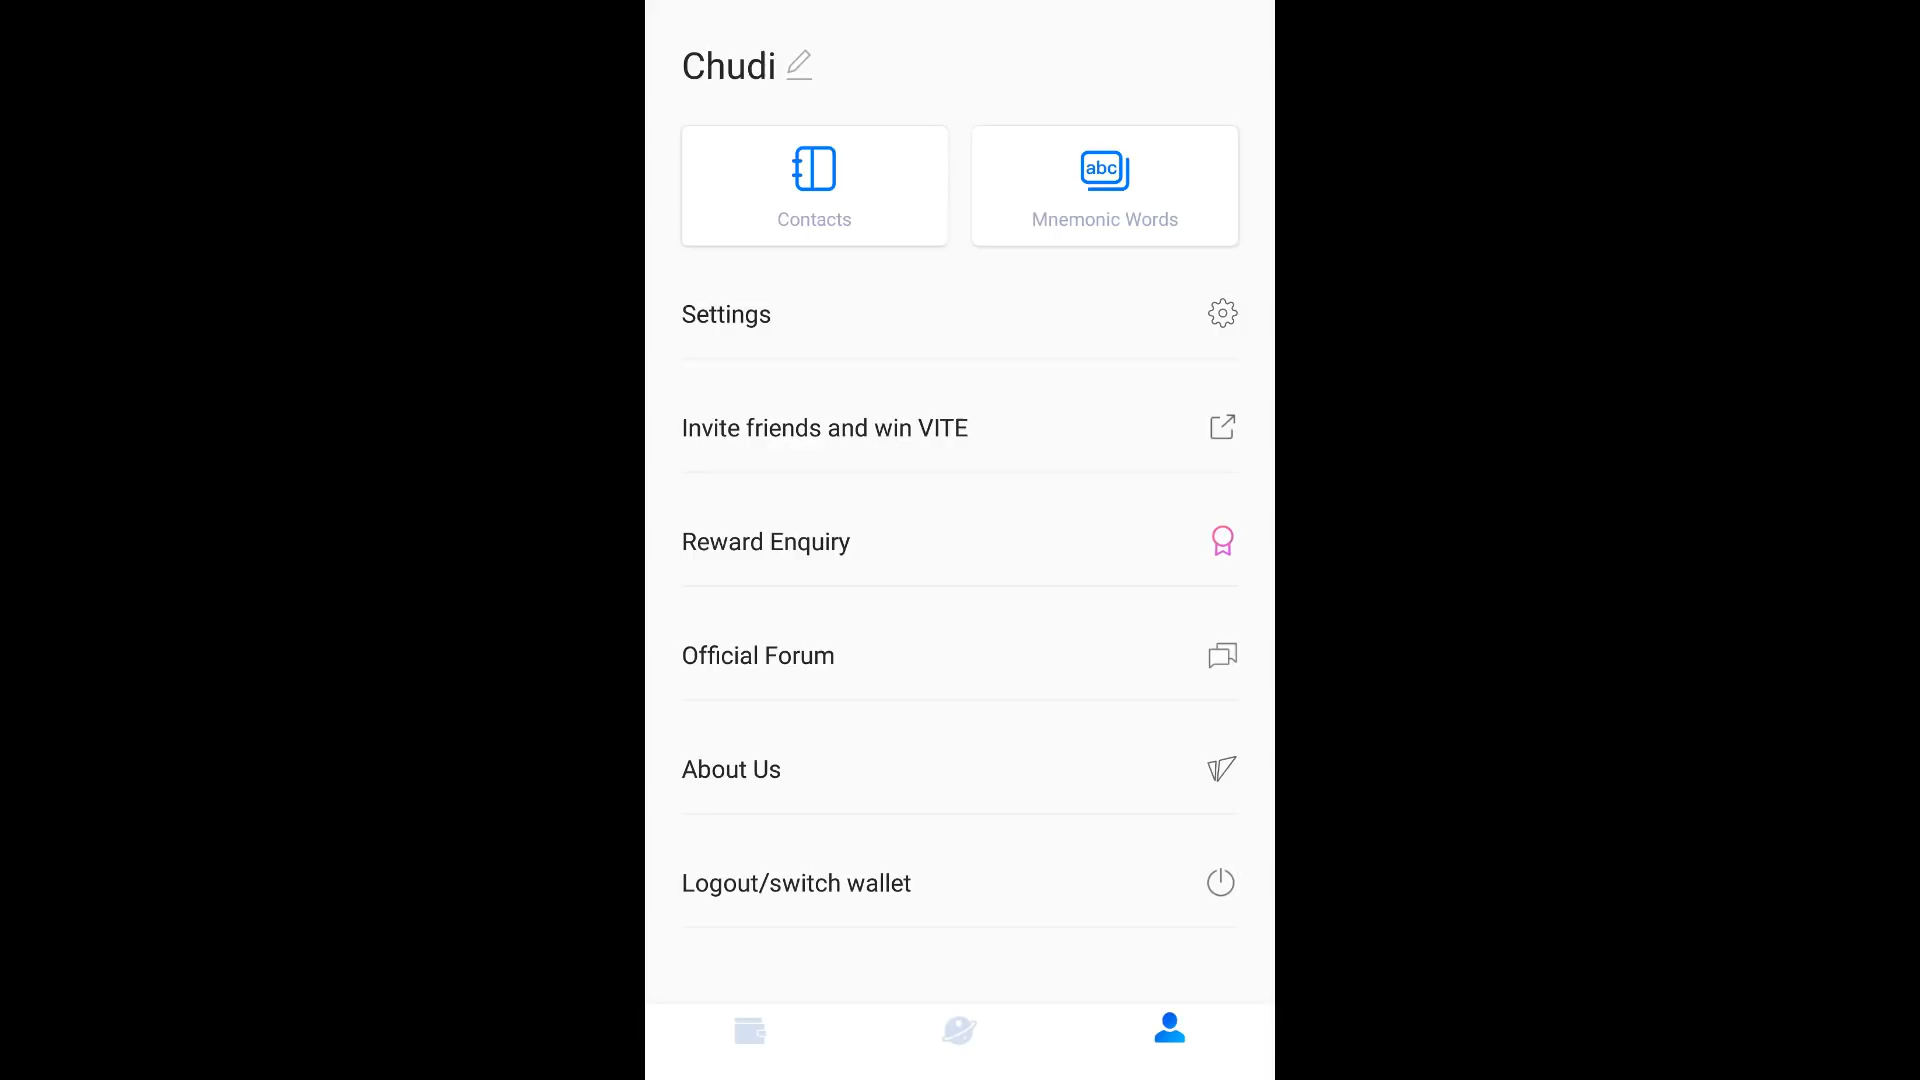 Chudi
Contacts
abc
Mnemonic Words
Settings
Invite friends and win VITE
Reward Enquiry
Official Forum
About Us
Logout/switch wallet